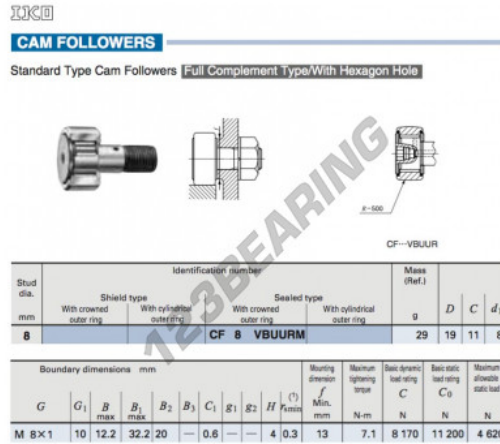 IKO
CAM FOLLOWERS
Standard Type Cam Followers Full Complement Type/With Hexagon Hole
R=500
CF···VBUUR
123BEARING
Stud dia. mm
Identification number
Mass (Ref.) g
Shield type
Sealed type
With crowned outer ring
With cylindrical outer ring
With crowned outer ring
With cylindrical outer ring
D C d
8 CF 8 VBUURM 29 19 11 8
Boundary dimensions mm
Mounting dimension f Min. mm
Maximum tightening torque N-m
Basic dynamic load rating C N
Basic static load rating C0 N
Maximum allowable static load N
G G1 B max B1 max B2 B3 C1 g1 g2 H rs min (1)
M 8×1 10 12.2 32.2 20 — 0.6 — — 4 0.3 13 7.1 8 170 11 200 4 620